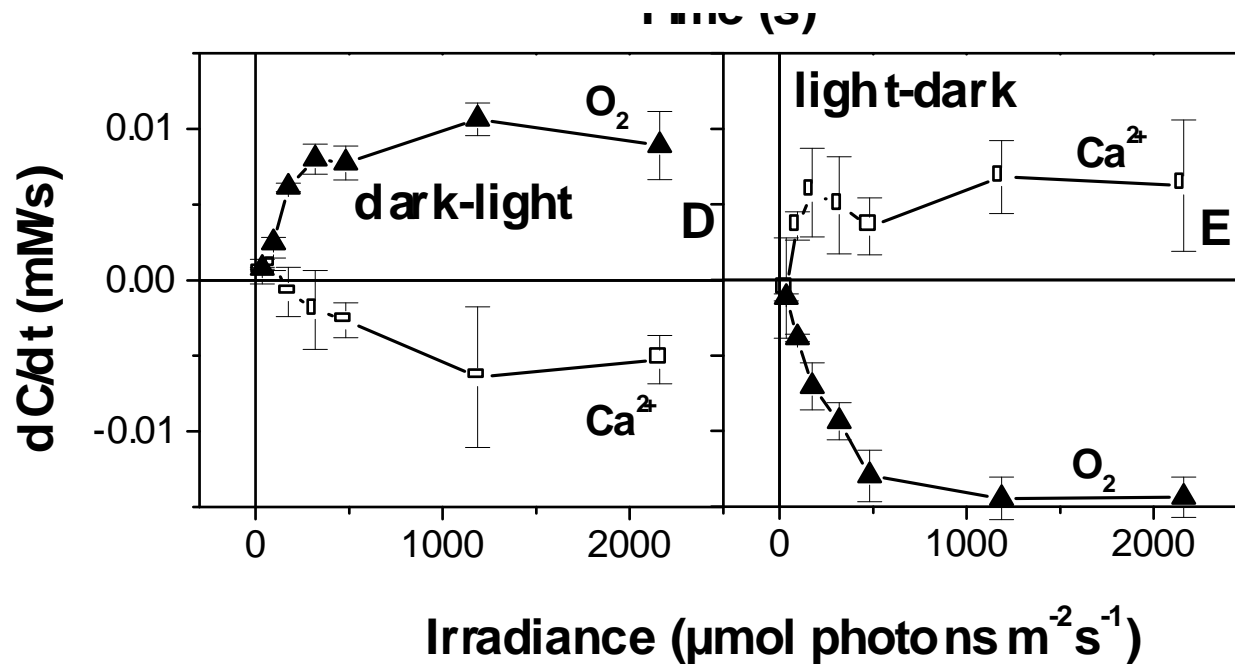 Time (s)
dC/dt (mM/s)
0.01
0.00
-0.01
O₂
dark-light
D
Ca²⁺
light-dark
Ca²⁺
E
O₂
0
1000
2000
0
1000
2000
Irradiance (µmol photons m⁻²s⁻¹)